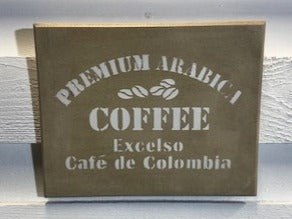 PREMIUM ARABICA
COFFEE
Excelso
Café de Colombia